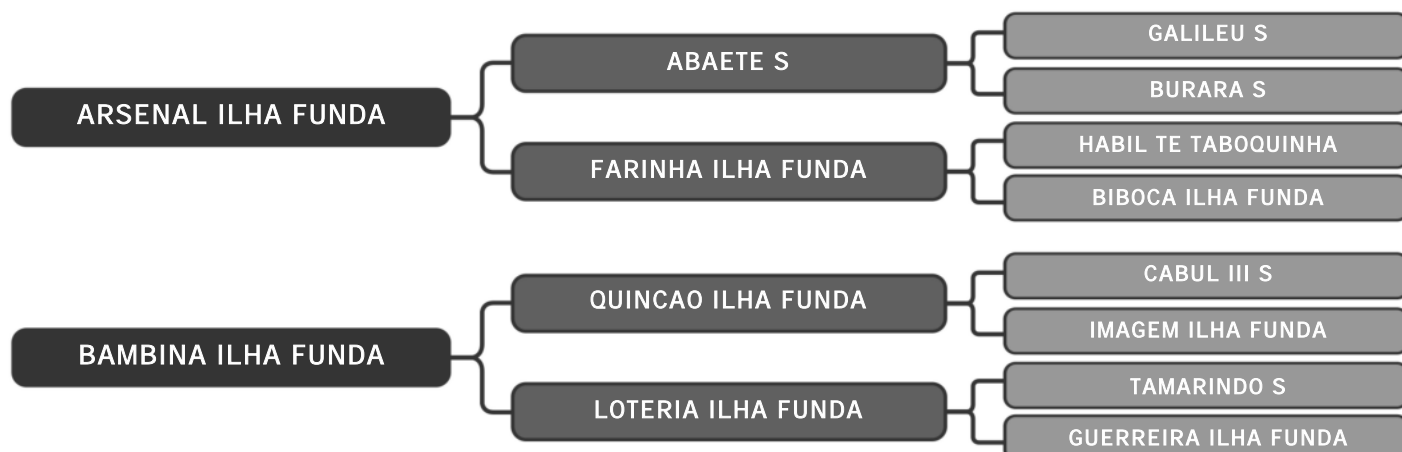 GALILEU S
ABAETE S
BURARA S
ARSENAL ILHA FUNDA
HABIL TE TABOQUINHA
FARINHA ILHA FUNDA
BIBOCA ILHA FUNDA
CABUL III S
QUINCAO ILHA FUNDA
IMAGEM ILHA FUNDA
BAMBINA ILHA FUNDA
TAMARINDO S
LOTERIA ILHA FUNDA
GUERREIRA ILHA FUNDA